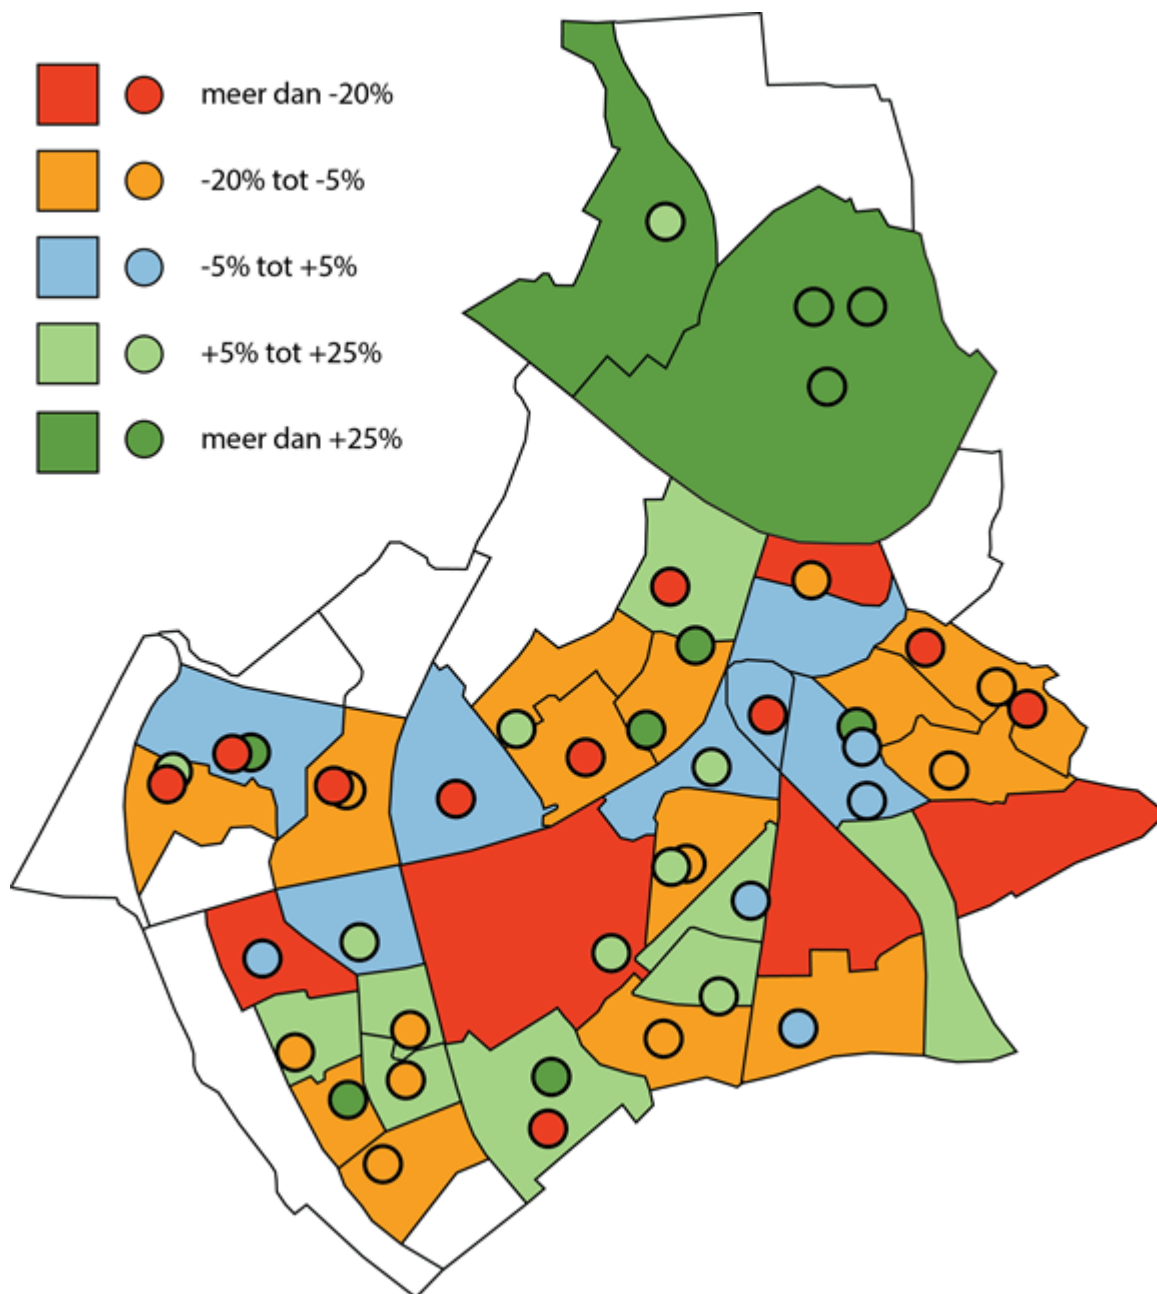 meer dan -20%
-20% tot -5%
-5% tot +5%
+5% tot +25%
meer dan +25%